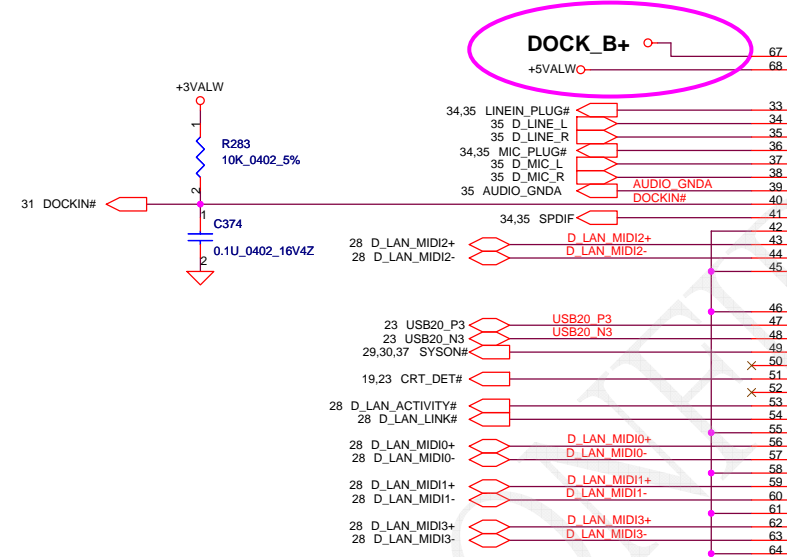 DOCK_B+
67
+5VALW
68
+3VALW
34,35 LINEIN_PLUG#
33
35 D_LINE_L
34
1
35 D_LINE_R
35
R283
34,35 MIC_PLUG#
36
10K_0402_5%
35 D_MIC_L
37
35 D_MIC_R
38
2
35 AUDIO_GNDA
AUDIO_GNDA
39
31 DOCKIN#
DOCKIN#
40
1
C374
34,35 SPDIF
41
42
28 D_LAN_MIDI2+
D_LAN_MIDI2+
43
0.1U_0402_16V4Z
28 D_LAN_MIDI2-
D_LAN_MIDI2-
44
2
45
46
23 USB20_P3
USB20_P3
47
23 USB20_N3
USB20_N3
48
29,30,37 SYSON#
49
50
19,23 CRT_DET#
51
52
28 D_LAN_ACTIVITY#
53
28 D_LAN_LINK#
54
55
28 D_LAN_MIDI0+
D_LAN_MIDI0+
56
28 D_LAN_MIDI0-
D_LAN_MIDI0-
57
58
28 D_LAN_MIDI1+
D_LAN_MIDI1+
59
28 D_LAN_MIDI1-
D_LAN_MIDI1-
60
61
28 D_LAN_MIDI3+
D_LAN_MIDI3+
62
28 D_LAN_MIDI3-
D_LAN_MIDI3-
63
64